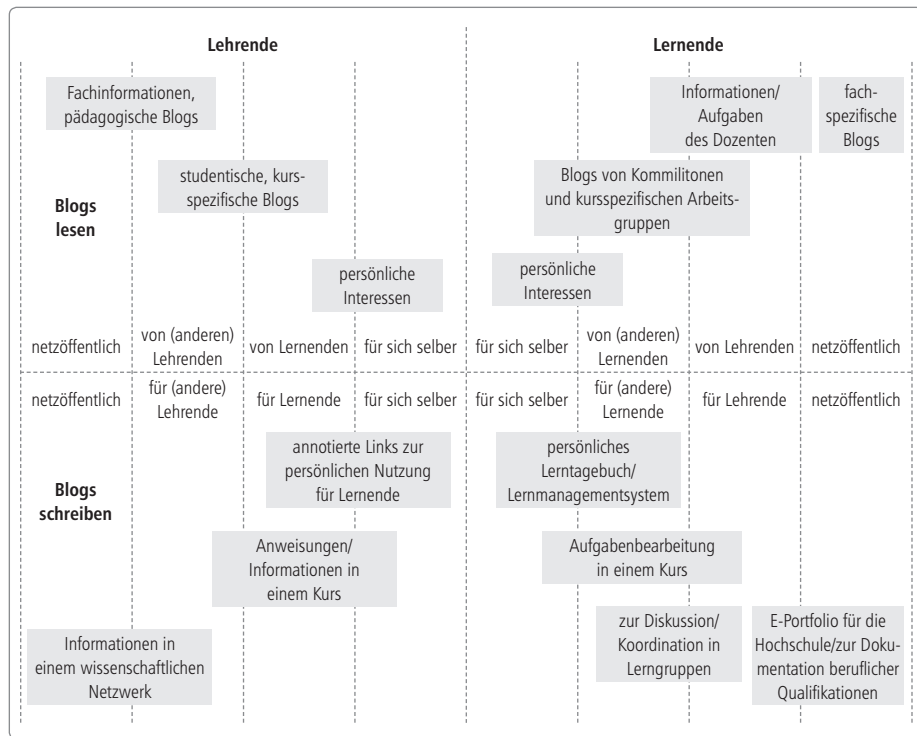 Lehrende
Lernende
Fachinformationen,
pädagogische Blogs
Informationen/
Aufgaben
des Dozenten
fach-
spezifische
Blogs
studentische, kurs-
spezifische Blogs
Blogs von Kommilitonen
und kursspezifischen Arbeits-
gruppen
Blogs
lesen
persönliche
Interessen
persönliche
Interessen
netzöffentlich
von (anderen)
Lehrenden
von Lernenden
für sich selber
für sich selber
von (anderen)
Lernenden
von Lehrenden
netzöffentlich
netzöffentlich
für (andere)
Lehrende
für Lernende
für sich selber
für sich selber
für (andere)
Lernende
für Lehrende
netzöffentlich
annotierte Links zur
persönlichen Nutzung
für Lernende
persönliches
Lerntagebuch/
Lernmanagementsystem
Blogs
schreiben
Anweisungen/
Informationen in
einem Kurs
Aufgabenbearbeitung
in einem Kurs
Informationen in
einem wissenschaftlichen
Netzwerk
zur Diskussion/
Koordination in
Lerngruppen
E-Portfolio für die
Hochschule/zur Doku-
mentation beruflicher
Qualifikationen